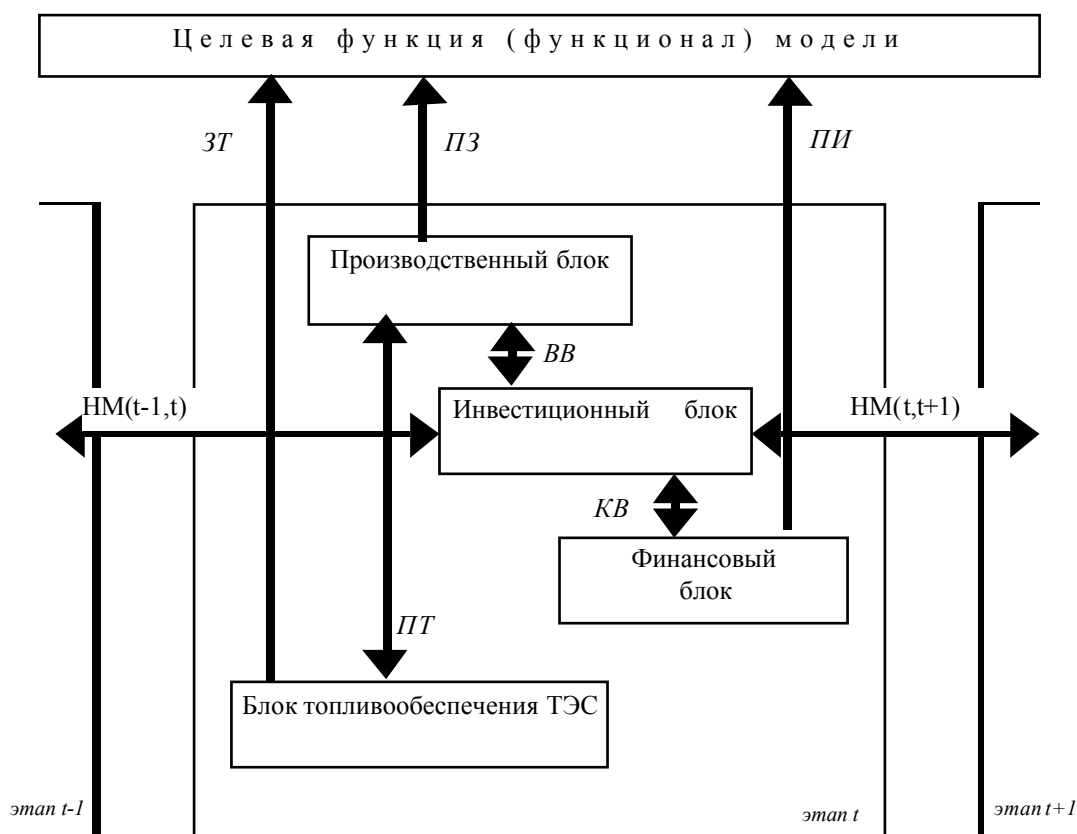 Целевая функция (функционал) модели
ЗТ
ПЗ
ПИ
Производственный блок
ВВ
НМ(t-1,t)
Инвестиционный блок
НМ(t,t+1)
КВ
Финансовый
блок
ПТ
Блок топливообеспечения ТЭС
этап t-1
этап t
этап t+1